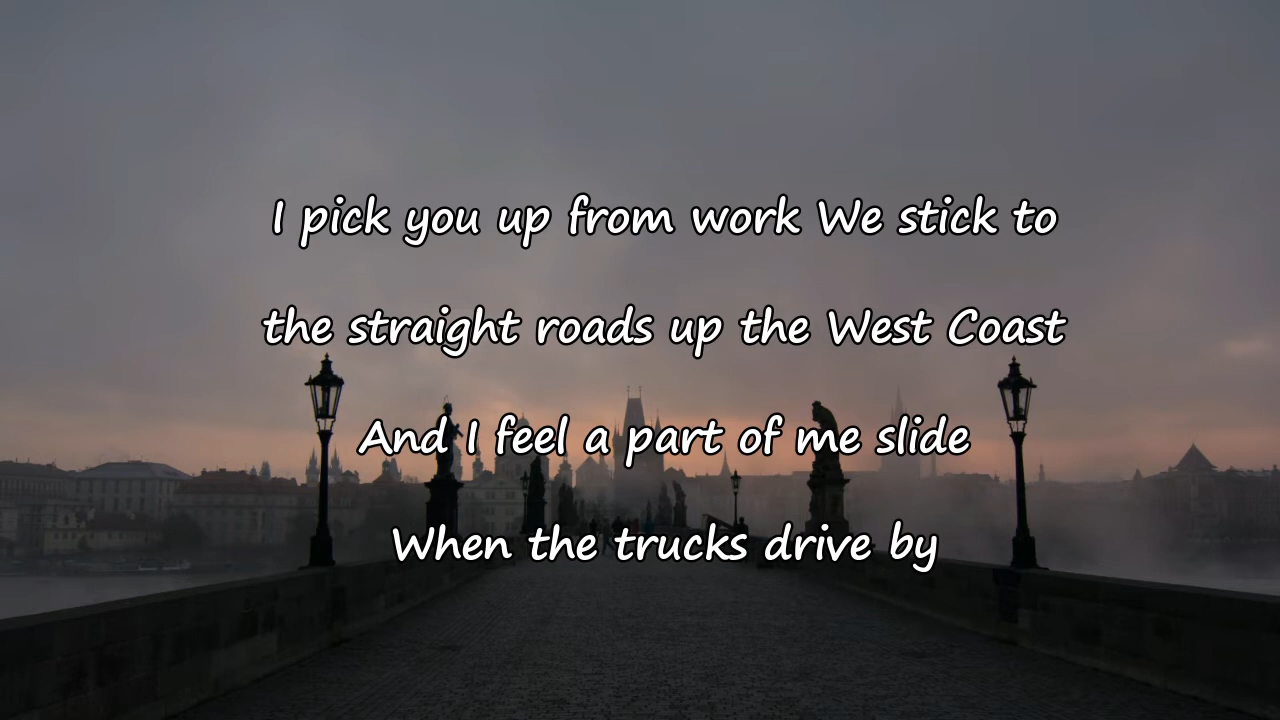 I pick you up from work We stick to
the straight roads up the West Coast
And I feel a part of me slide
When the trucks drive by